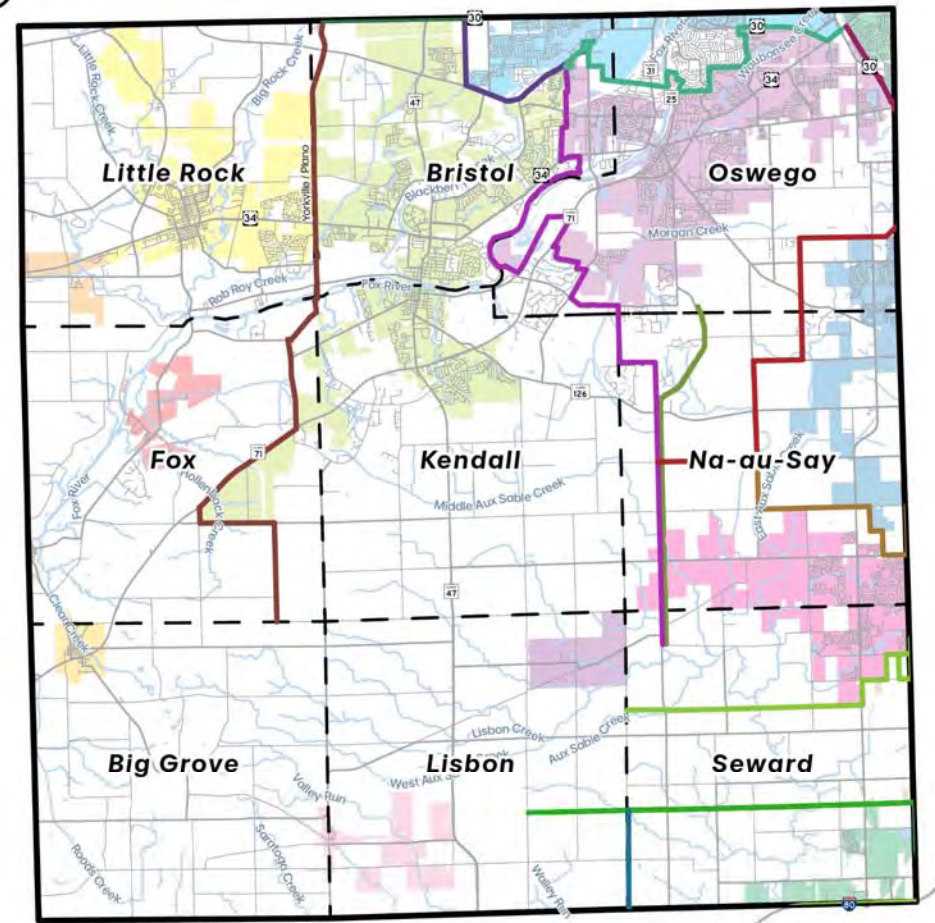 30
30
Little Rock Creek
Big Rock Creek
Fox River
Waubonsee Creek
31
34
30
47
25
Little Rock
Bristol
Oswego
Yorkville / Plano
34
Blackberry Creek
34
71
Morgan Creek
Rob Roy Creek
Fox River
126
Fox
Kendall
Na-au-Say
71
Fox River
Hollenback Creek
Middle Aux Sable Creek
East Aux Sable Creek
47
Clear Creek
Lisbon Creek
Aux Sable Creek
Big Grove
Lisbon
Seward
West Aux Sable Creek
Valley Run
Roods Creek
Saratoga Creek
80